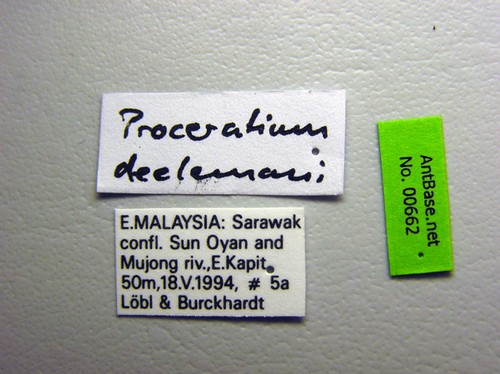 Proceratium
deelemani
E.MALAYSIA: Sarawak
confl. Sun Oyan and
Mujong riv.,E.Kapit
50m,18.V.1994, # 5a
Löbl & Burckhardt
AntBase.net
No. 00662